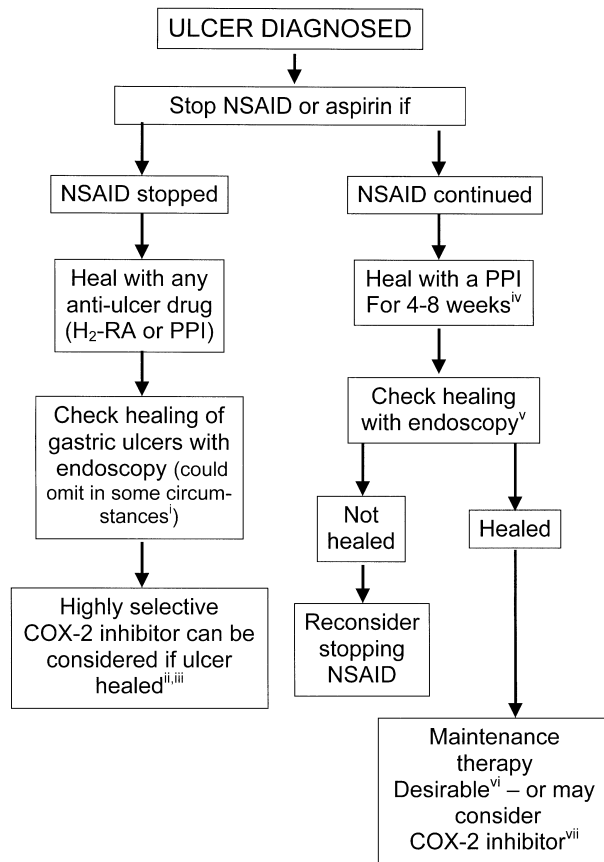 ULCER DIAGNOSED
Stop NSAID or aspirin if
NSAID stopped
Heal with any
anti-ulcer drug
(H₂-RA or PPI)
Check healing of
gastric ulcers with
endoscopy (could
omit in some circum-
stancesⁱ)
Highly selective
COX-2 inhibitor can be
considered if ulcer
healedⁱⁱ,ⁱⁱⁱ
NSAID continued
Heal with a PPI
For 4-8 weeksⁱᵛ
Check healing
with endoscopyᵛ
Not
healed
Reconsider
stopping
NSAID
Healed
Maintenance
therapy
Desirableᵛⁱ – or may
consider
COX-2 inhibitorᵛⁱⁱ